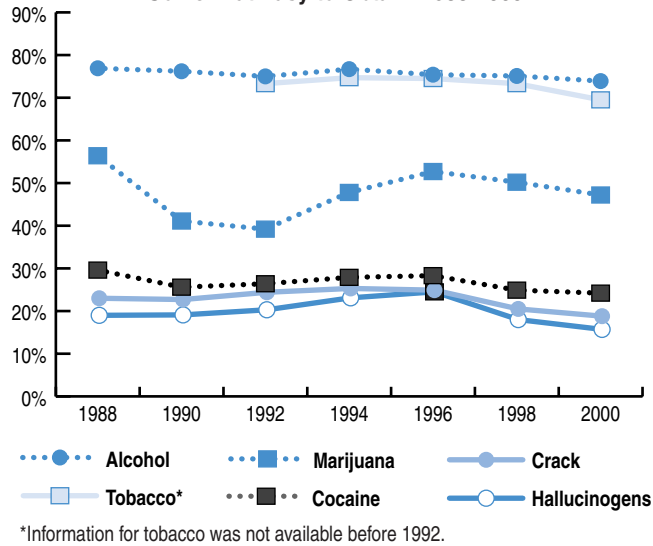 90%
80%
70%
60%
50%
40%
30%
20%
10%
0%
1988 1990 1992 1994 1996 1998 2000
Alcohol Marijuana Crack
Tobacco* Cocaine Hallucinogens
*Information for tobacco was not available before 1992.